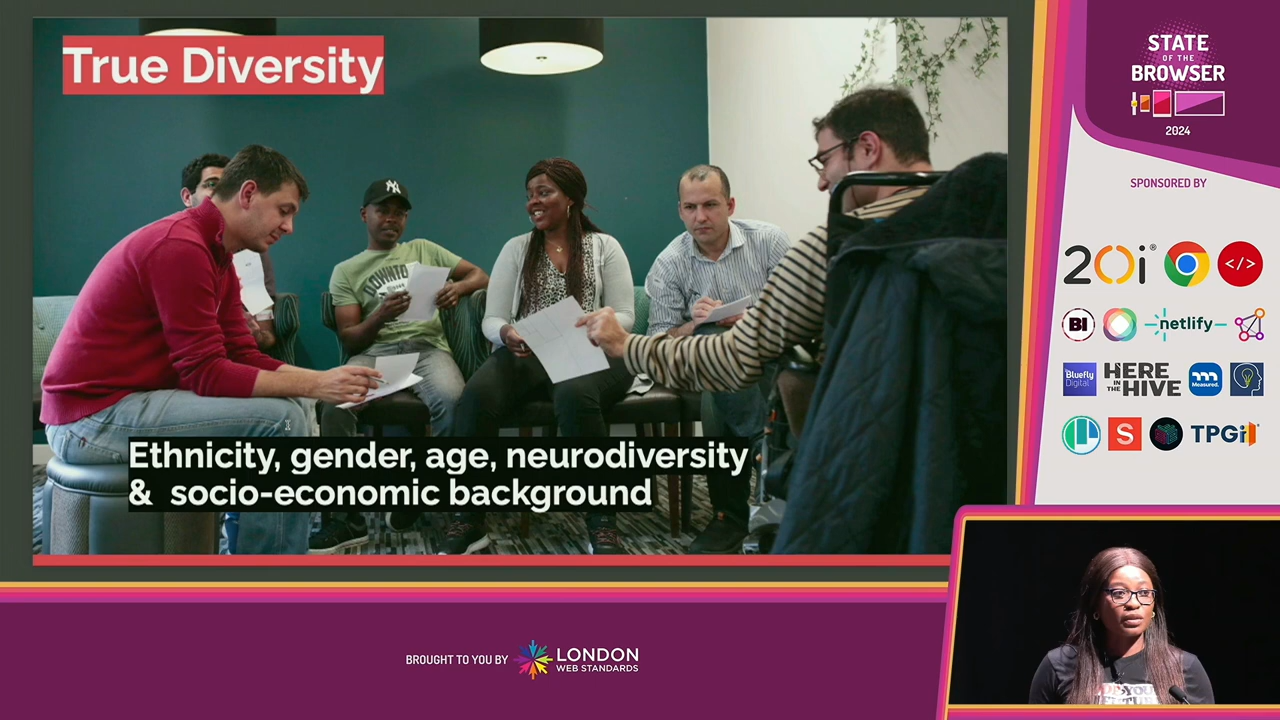 True Diversity
Ethnicity, gender, age, neurodiversity
& socio-economic background
STATE
OF THE
BROWSER
2024
SPONSORED BY
20i
</>
BI
netlify
Bluefly
Digital
HERE
IN THE
HIVE
Measured.
S
TPGi
BROUGHT TO YOU BY
LONDON
WEB STANDARDS